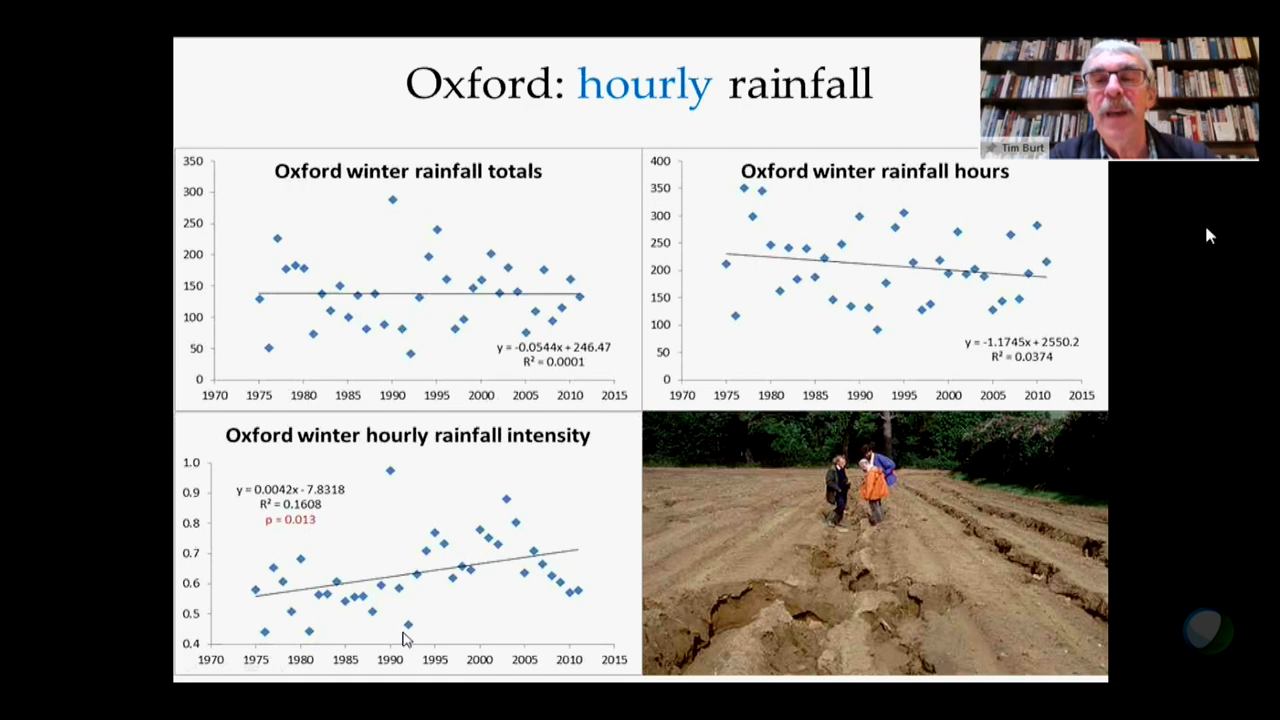 Oxford: hourly rainfall
Tim Burt
Oxford winter rainfall totals
350
300
250
200
150
100
50
0
y = -0.0544x + 246.47
R² = 0.0001
1970 1975 1980 1985 1990 1995 2000 2005 2010 2015
Oxford winter rainfall hours
400
350
300
250
200
150
100
50
0
y = -1.1745x + 2550.2
R² = 0.0374
1970 1975 1980 1985 1990 1995 2000 2005 2010 2015
Oxford winter hourly rainfall intensity
1.0
0.9
0.8
0.7
0.6
0.5
0.4
y = 0.0042x - 7.8318
R² = 0.1608
p = 0.013
1970 1975 1980 1985 1990 1995 2000 2005 2010 2015